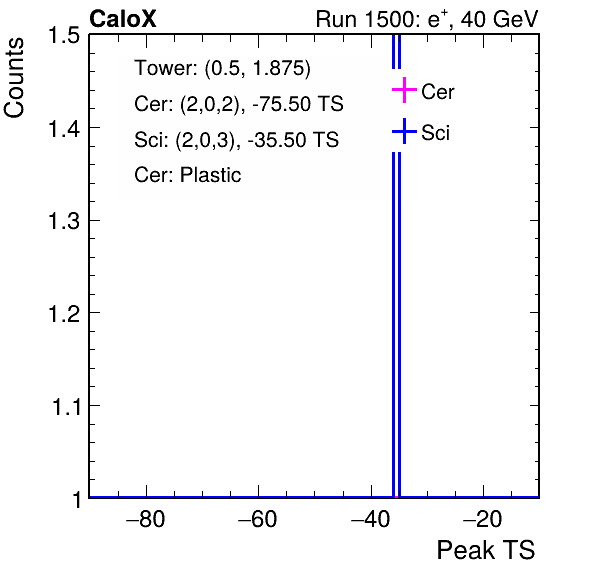 CaloX Run 1500: e⁺, 40 GeV
Counts
1.5
1.4
1.3
1.2
1.1
1
Tower: (0.5, 1.875)
Cer: (2,0,2), -75.50 TS
Sci: (2,0,3), -35.50 TS
Cer: Plastic
Cer
Sci
−80 −60 −40 −20
Peak TS